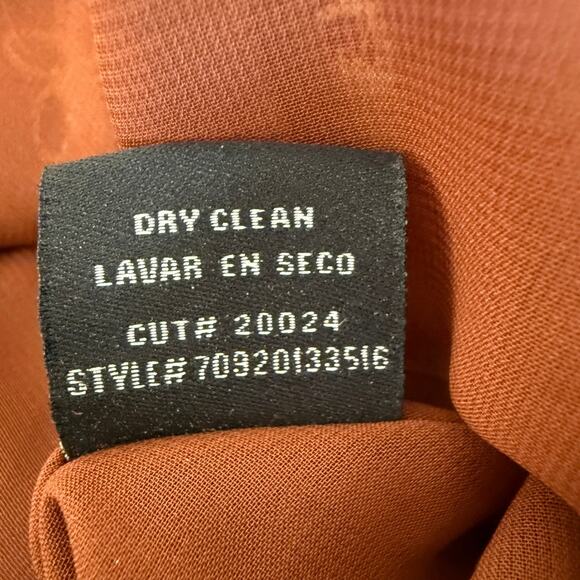 DRY CLEAN
LAVAR EN SECO
CUT# 20024
STYLE# 70920133516